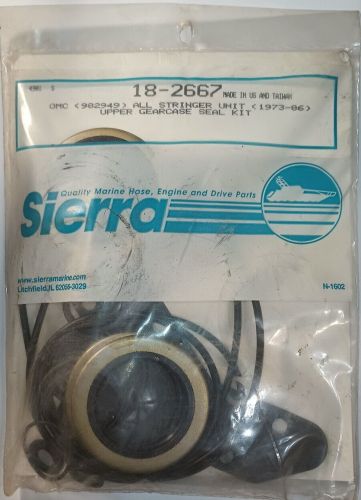 18-2667 MADE IN US AND TAIWAN
OMC (982949) ALL STRINGER UNIT (1973-86)
UPPER GEARCASE SEAL KIT
Quality Marine Hose, Engine and Drive Parts
Sierra
www.sierramarine.com
Litchfield, IL 62056-3029
N-1602